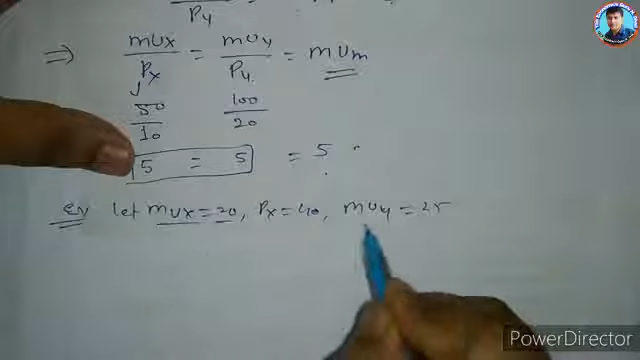 Py
⇒ MUx/Px = MUy/Py = MUm
50/10 100/20
5 = 5 = 5
Ex let MUx=20, Px=40, MUy=25
PowerDirector